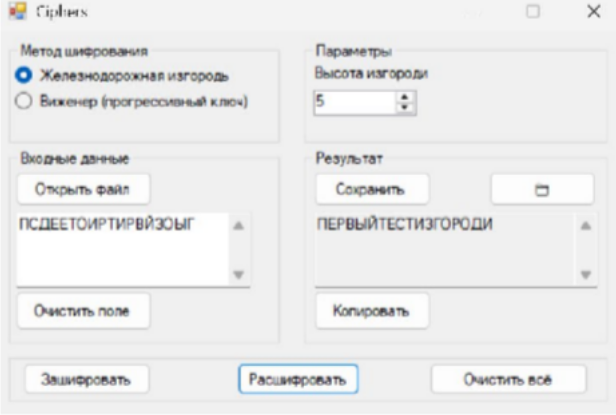 Ciphers
Метод шифрования
Железнодорожная изгородь
Виженер (прогрессивный ключ)
Параметры
Высота изгороди
5
Входные данные
Открыть файл
ПСДЕЕТОИРТИРВЙЗОЫГ
Очистить поле
Результат
Сохранить
ПЕРВЫЙТЕСТИЗГОРОДИ
Копировать
Зашифровать
Расшифровать
Очистить всё